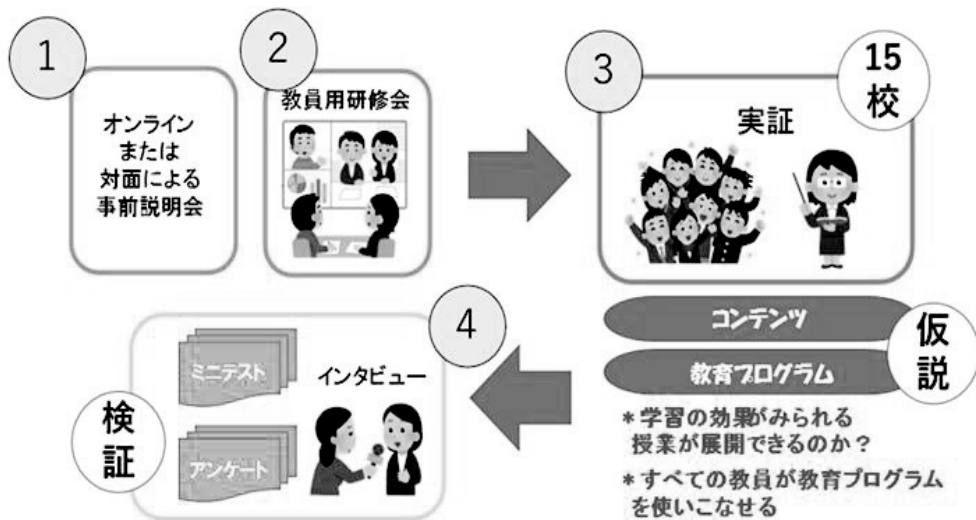 1
オンライン
または
対面による
事前説明会
2
教員用研修会
3
15
校
実証
コンテンツ
教育プログラム
仮
説
＊学習の効果がみられる
授業が展開できるのか？
＊すべての教員が教育プログラム
を使いこなせる
4
ミニテスト
インタビュー
アンケート
検
証